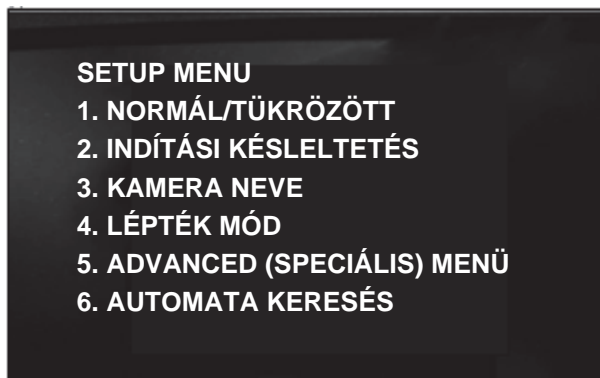 SETUP MENU
1. NORMÁL/TÜKRÖZÖTT
2. INDÍTÁSI KÉSLELTETÉS
3. KAMERA NEVE
4. LÉPTÉK MÓD
5. ADVANCED (SPECIÁLIS) MENÜ
6. AUTOMATA KERESÉS